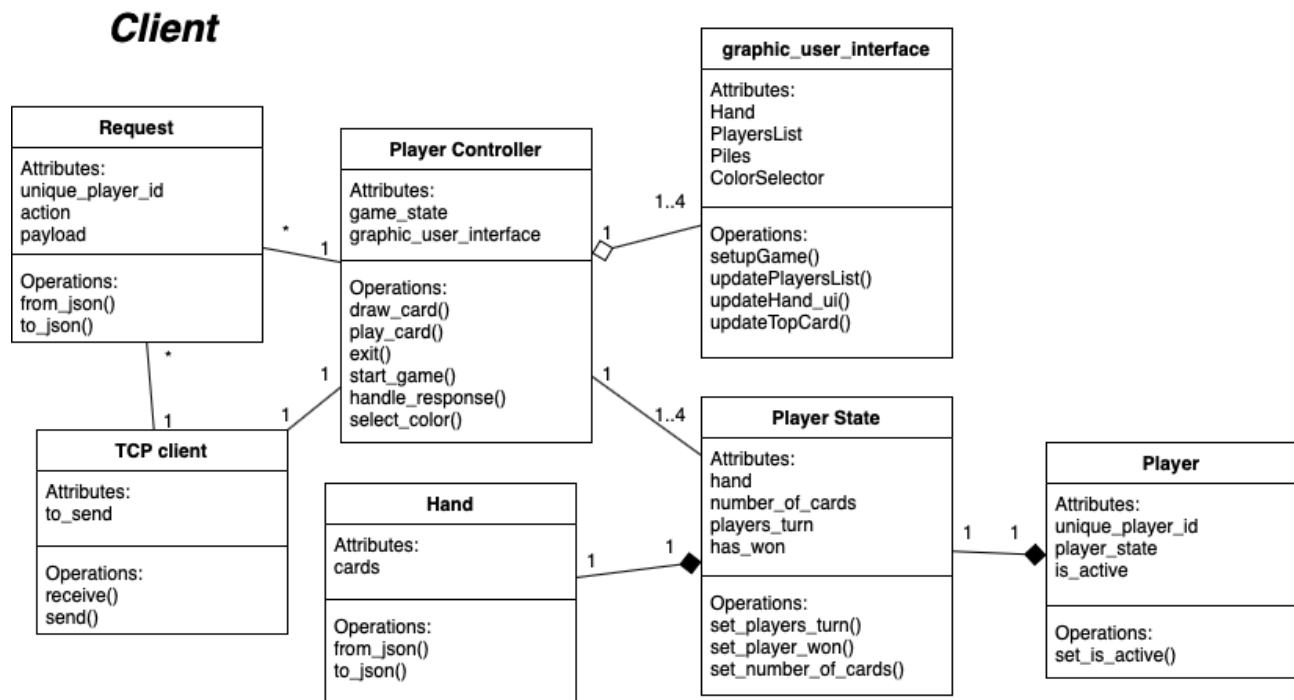 Client
Request
Attributes:
unique_player_id
action
payload
Operations:
from_json()
to_json()
*
1
*
1
TCP client
Attributes:
to_send
Operations:
receive()
send()
1
1
Player Controller
Attributes:
game_state
graphic_user_interface
Operations:
draw_card()
play_card()
exit()
start_game()
handle_response()
select_color()
1
1..4
graphic_user_interface
Attributes:
Hand
PlayersList
Piles
ColorSelector
Operations:
setupGame()
updatePlayersList()
updateHand_ui()
updateTopCard()
1
1..4
Hand
Attributes:
cards
Operations:
from_json()
to_json()
1
1
Player State
Attributes:
hand
number_of_cards
players_turn
has_won
Operations:
set_players_turn()
set_player_won()
set_number_of_cards()
1
1
Player
Attributes:
unique_player_id
player_state
is_active
Operations:
set_is_active()